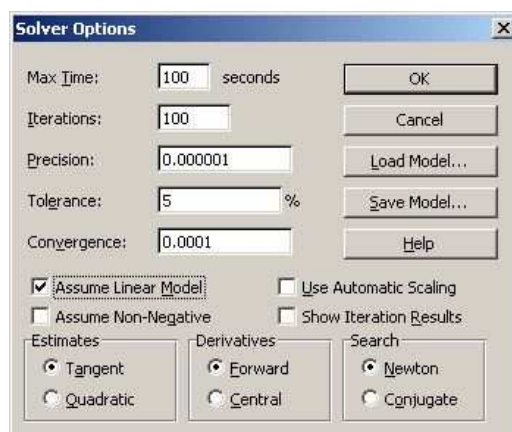 Solver Options
Max Time: 100 seconds OK
Iterations: 100 Cancel
Precision: 0.000001 Load Model...
Tolerance: 5 % Save Model...
Convergence: 0.0001 Help
Assume Linear Model Use Automatic Scaling
Assume Non-Negative Show Iteration Results
Estimates Derivatives Search
Tangent Forward Newton
Quadratic Central Conjugate